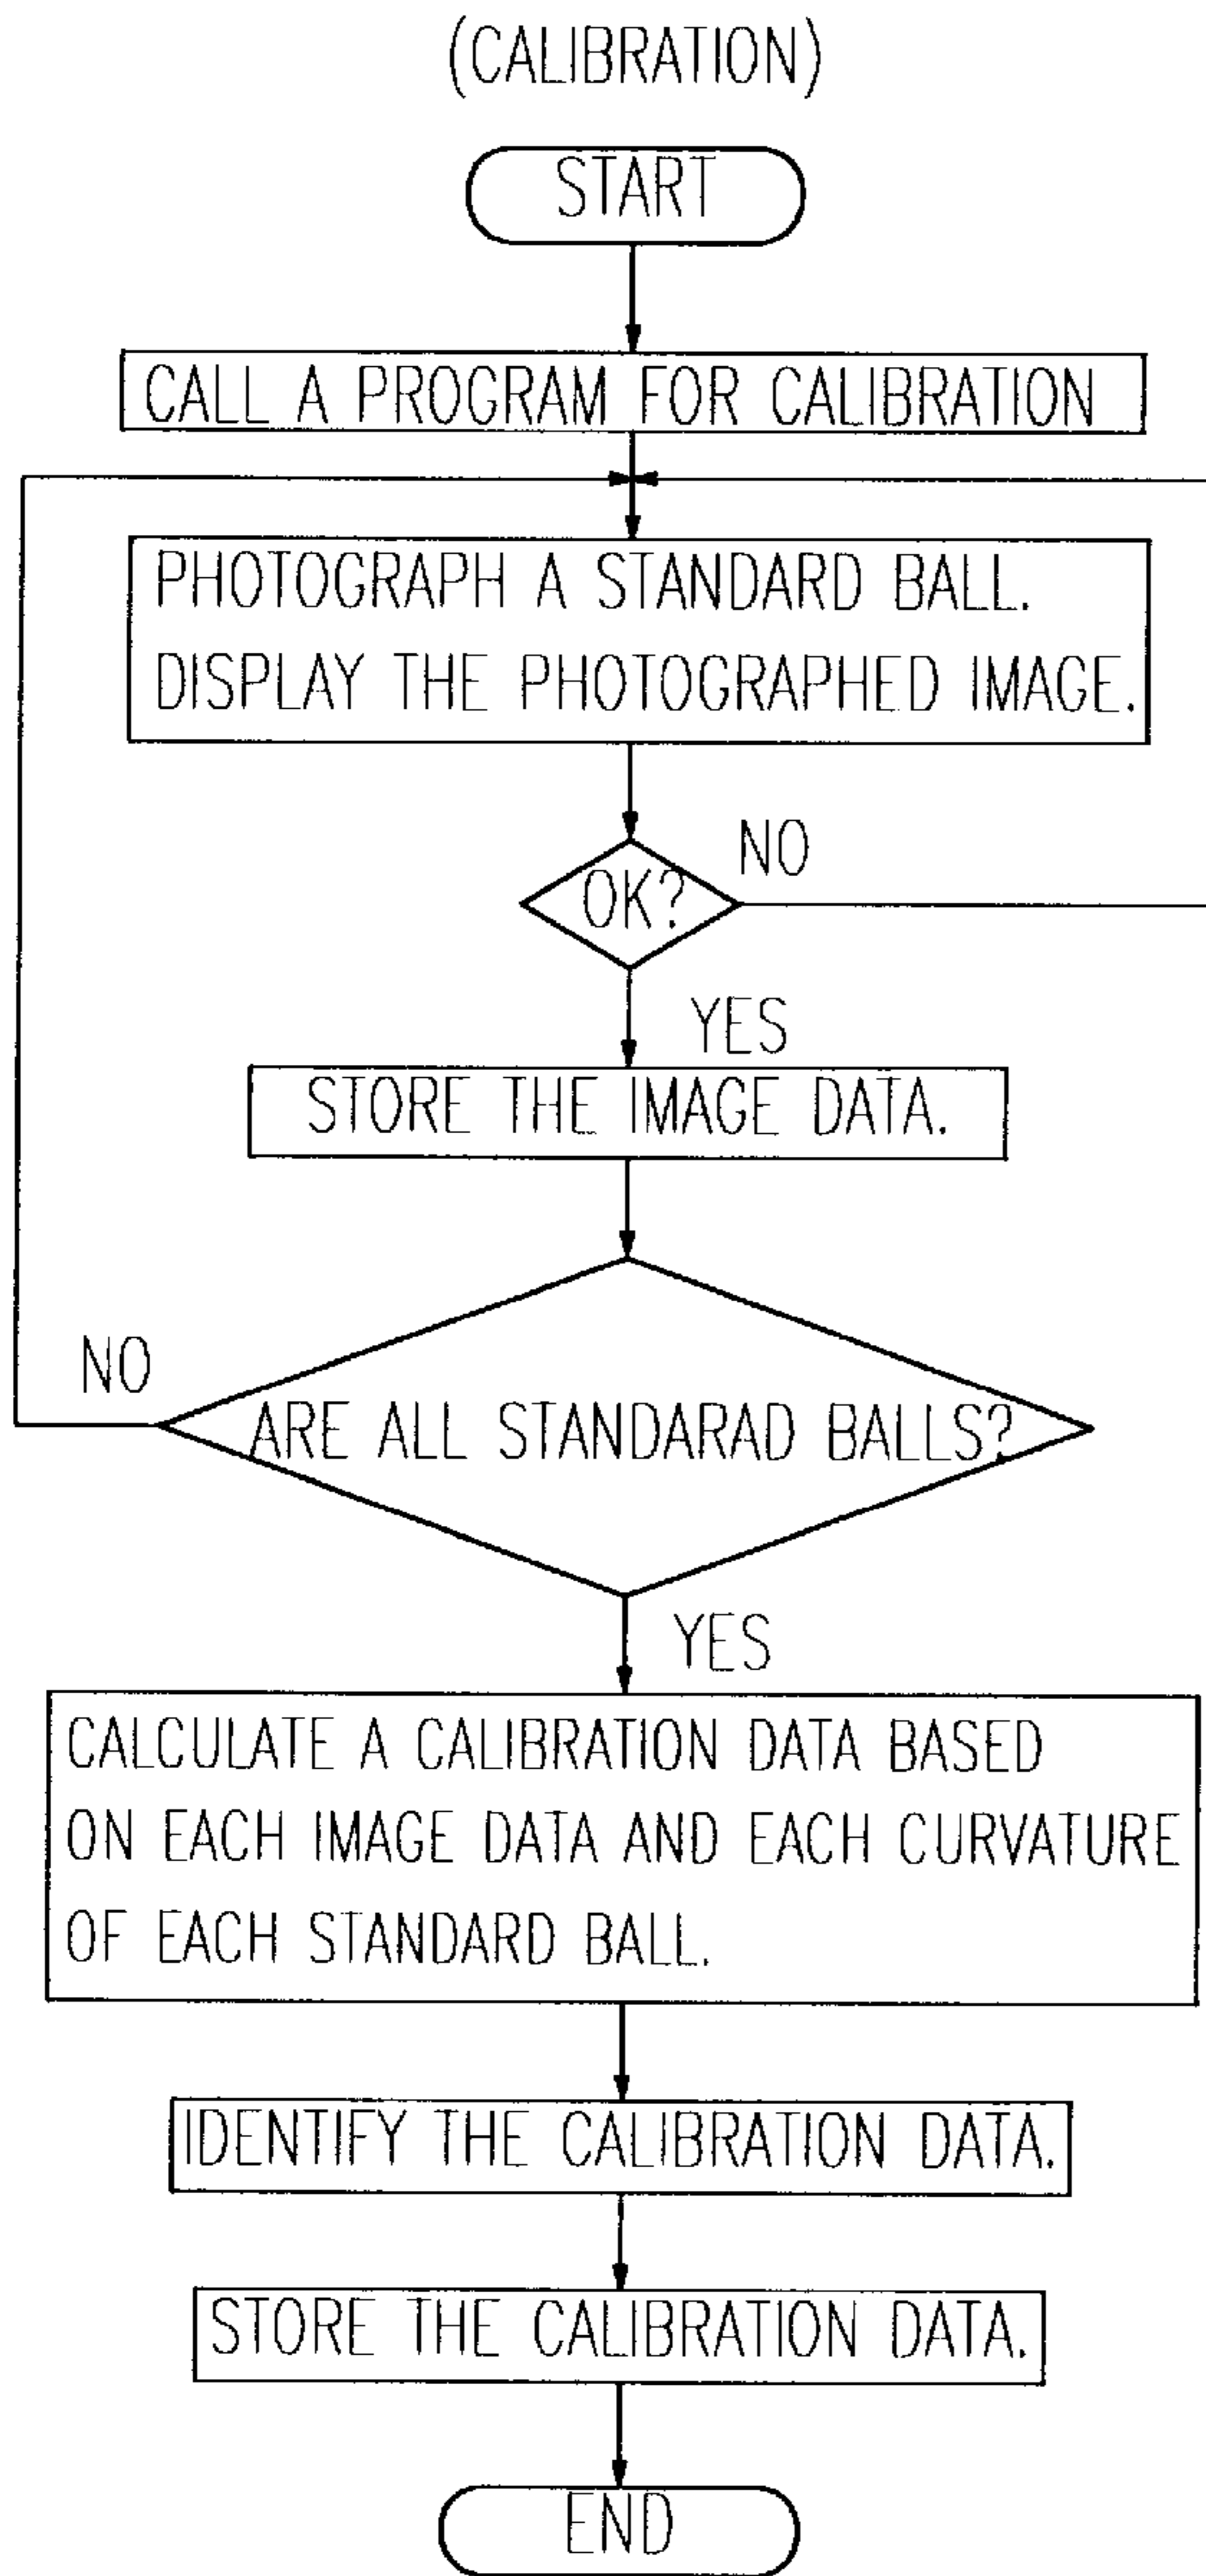 (CALIBRATION)
START
CALL A PROGRAM FOR CALIBRATION
PHOTOGRAPH A STANDARD BALL.
DISPLAY THE PHOTOGRAPHED IMAGE.
OK?
NO
YES
STORE THE IMAGE DATA.
NO
ARE ALL STANDARAD BALLS?
YES
CALCULATE A CALIBRATION DATA BASED
ON EACH IMAGE DATA AND EACH CURVATURE
OF EACH STANDARD BALL.
IDENTIFY THE CALIBRATION DATA.
STORE THE CALIBRATION DATA.
END